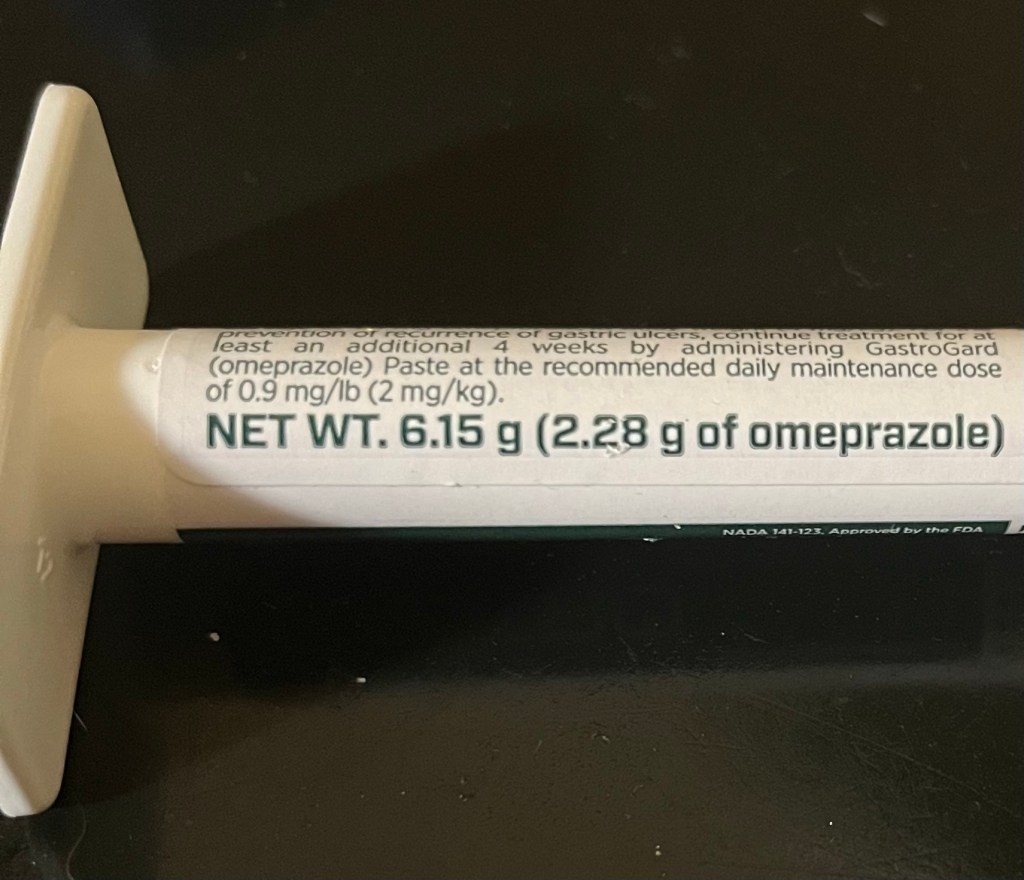 prevention of recurrence of gastric ulcers, continue treatment for at
least an additional 4 weeks by administering GastroGard
(omeprazole) Paste at the recommended daily maintenance dose
of 0.9 mg/lb (2 mg/kg).
NET WT. 6.15 g (2.28 g of omeprazole)
NADA 141-123, Approved by the FDA